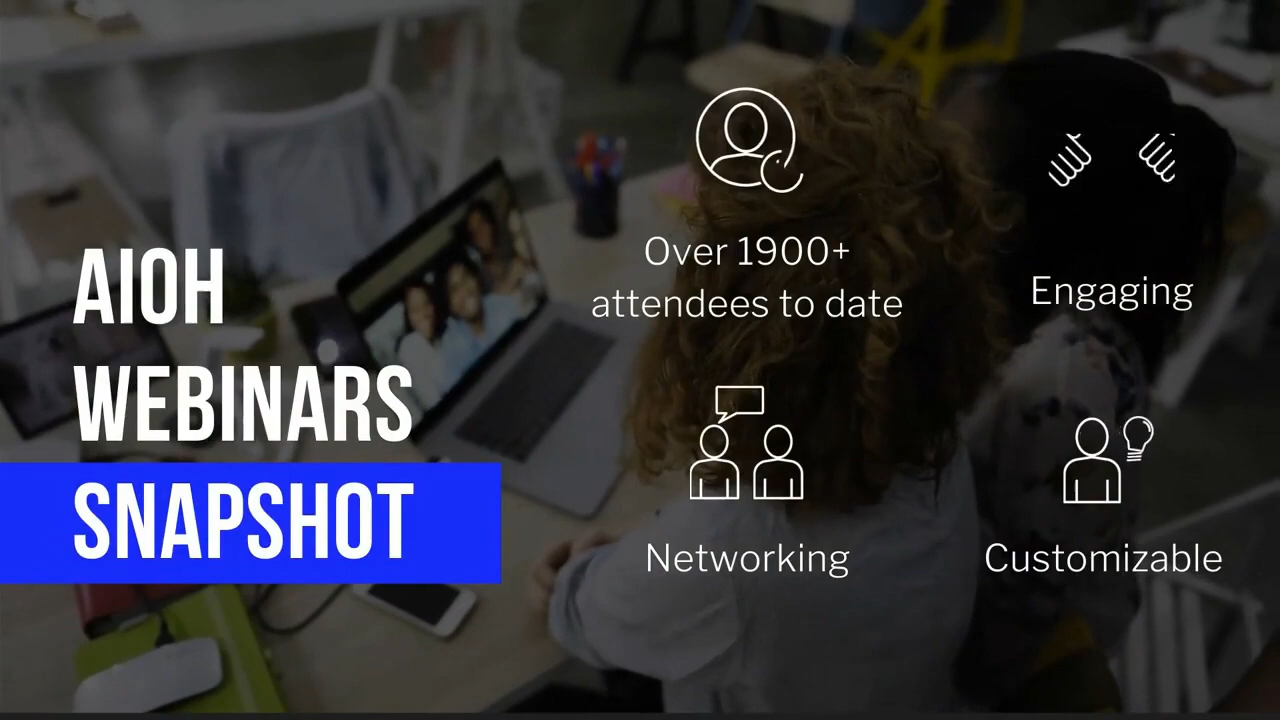 AIOH
WEBINARS
SNAPSHOT
Over 1900+
attendees to date
Engaging
Networking
Customizable